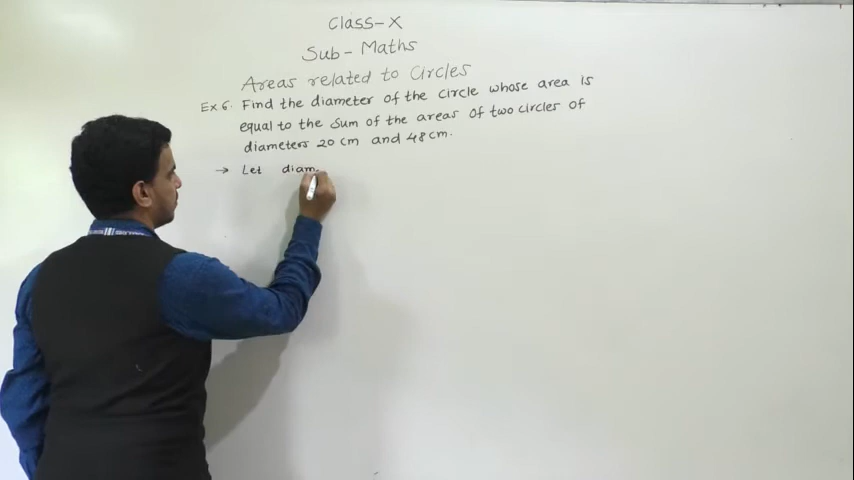 Class-X
Sub- Maths
Areas related to Circles
Ex.6. Find the diameter of the circle whose area is
equal to the sum of the areas of two circles of
diameters 20 cm and 48 cm.
→ Let diam